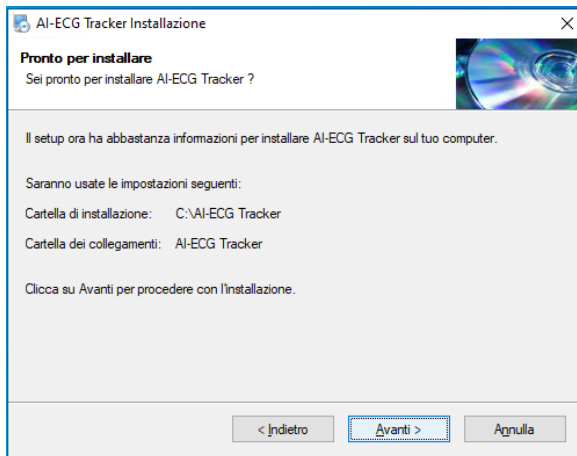 AI-ECG Tracker Installazione
Pronto per installare
Sei pronto per installare AI-ECG Tracker ?
Il setup ora ha abbastanza informazioni per installare AI-ECG Tracker sul tuo computer.
Saranno usate le impostazioni seguenti:
Cartella di installazione: C:\AI-ECG Tracker
Cartella dei collegamenti: AI-ECG Tracker
Clicca su Avanti per procedere con l'installazione.
< Indietro Avanti > Annulla